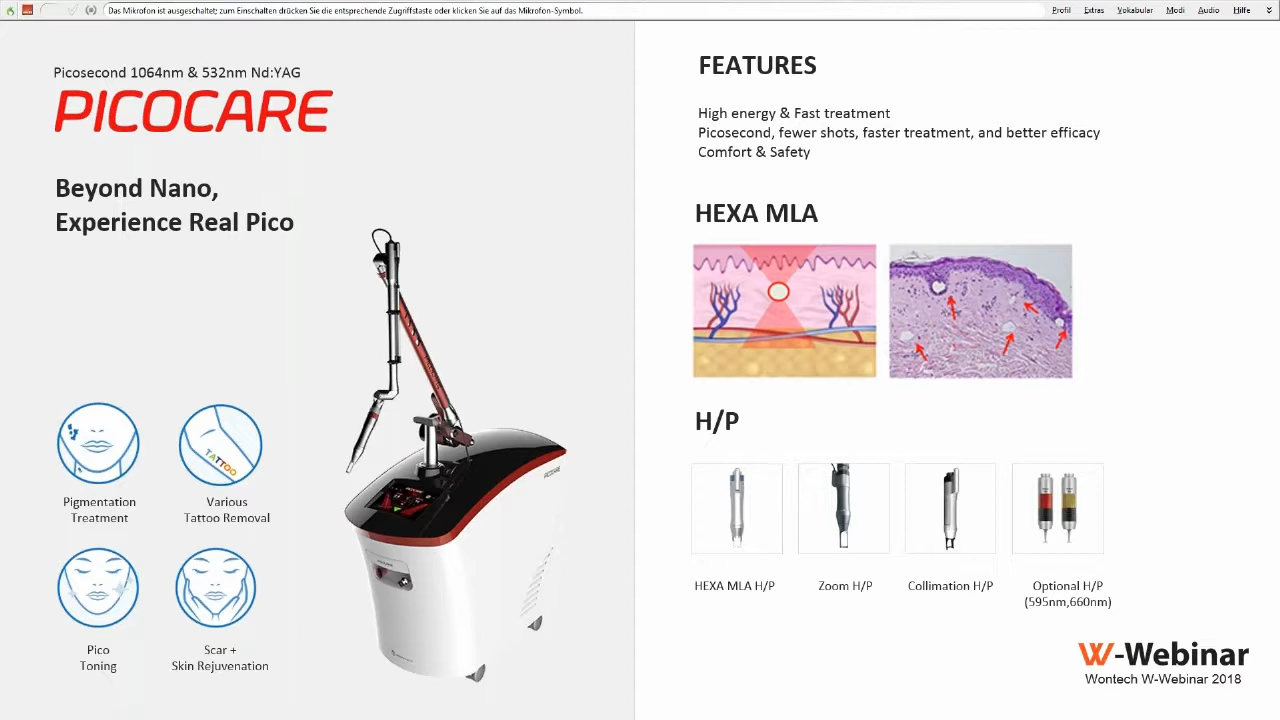 Das Mikrofon ist ausgeschaltet; zum Einschalten drücken Sie die entsprechende Zugriffstaste oder klicken Sie auf das Mikrofon-Symbol.
Profil Extras Vokabular Modi Audio Hilfe
Picosecond 1064nm & 532nm Nd:YAG
PICOCARE
Beyond Nano,
Experience Real Pico
Pigmentation
Treatment
TATTOO
Various
Tattoo Removal
Pico
Toning
Scar +
Skin Rejuvenation
PICOCARE
FEATURES
High energy & Fast treatment
Picosecond, fewer shots, faster treatment, and better efficacy
Comfort & Safety
HEXA MLA
H/P
HEXA MLA H/P
Zoom H/P
Collimation H/P
Optional H/P
(595nm,660nm)
W-Webinar
Wontech W-Webinar 2018